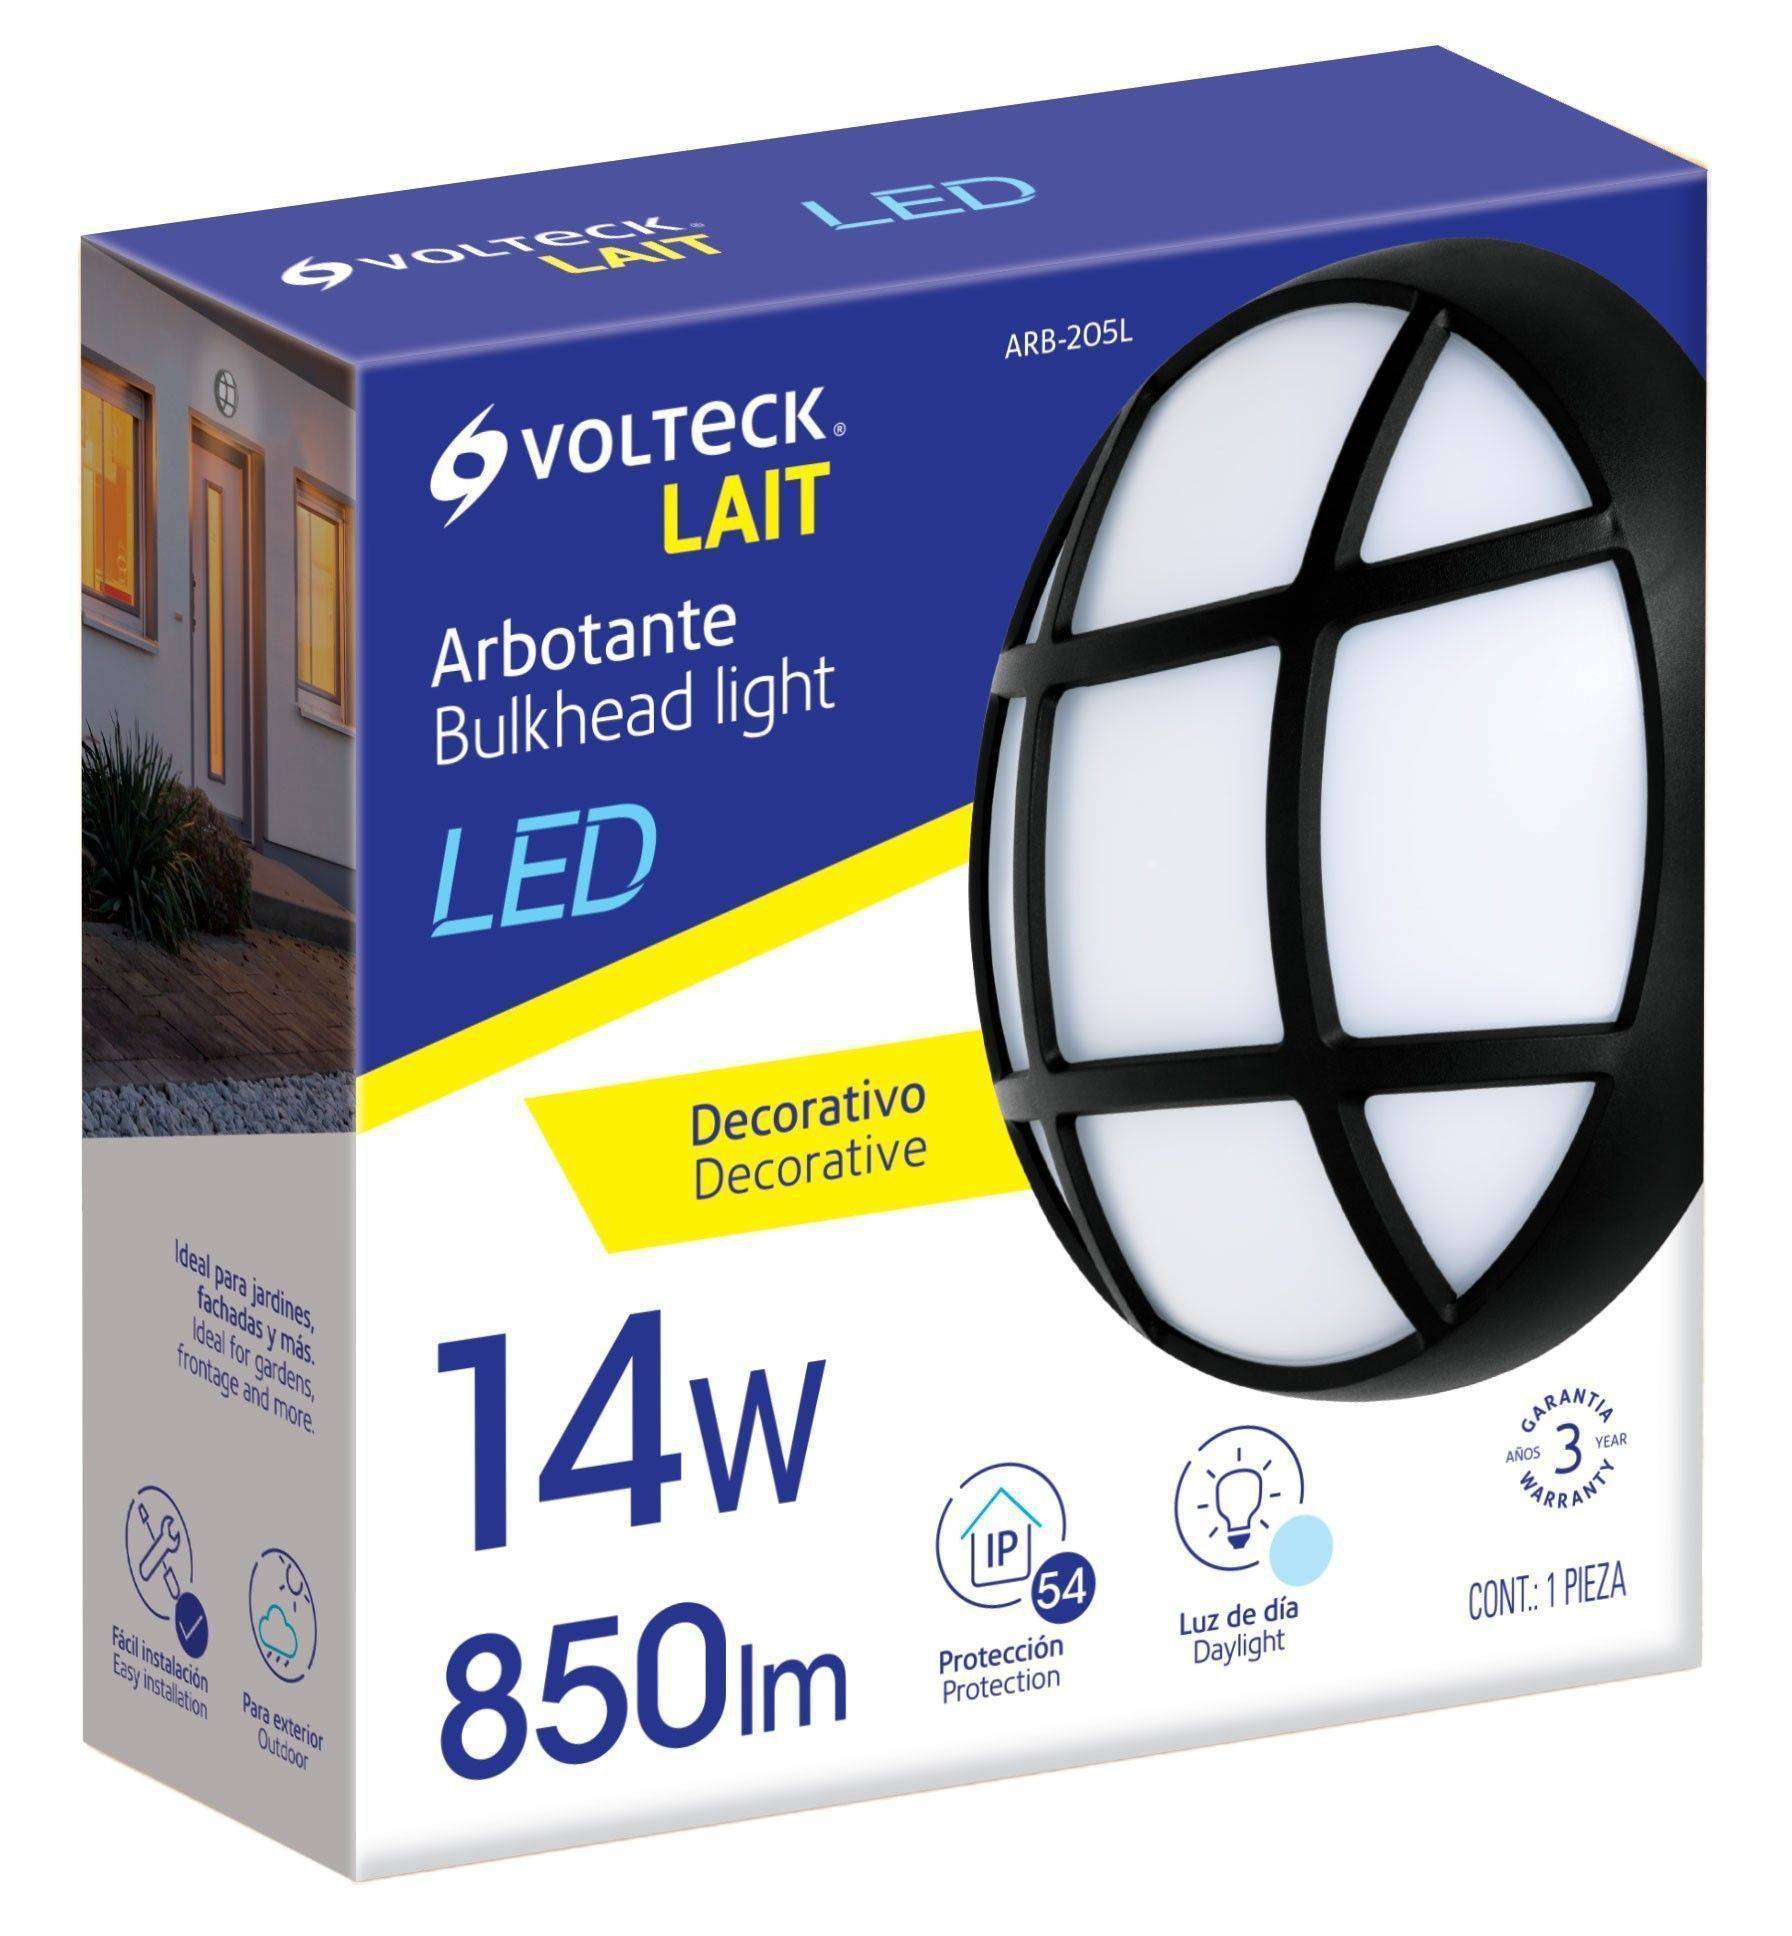 VOLTECK®
LAIT
LED
ARB-205L
VOLTECK®
LAIT
Arbotante
Bulkhead light
LED
Decorativo
Decorative
14W
850lm
IP
54
Protección
Protection
Luz de día
Daylight
GARANTIA
AÑOS 3 YEAR
WARRANTY
CONT.: 1 PIEZA
Ideal para jardines,
fachadas y más.
Ideal for gardens,
frontage and more.
Fácil instalación
Easy installation
Para exterior
Outdoor